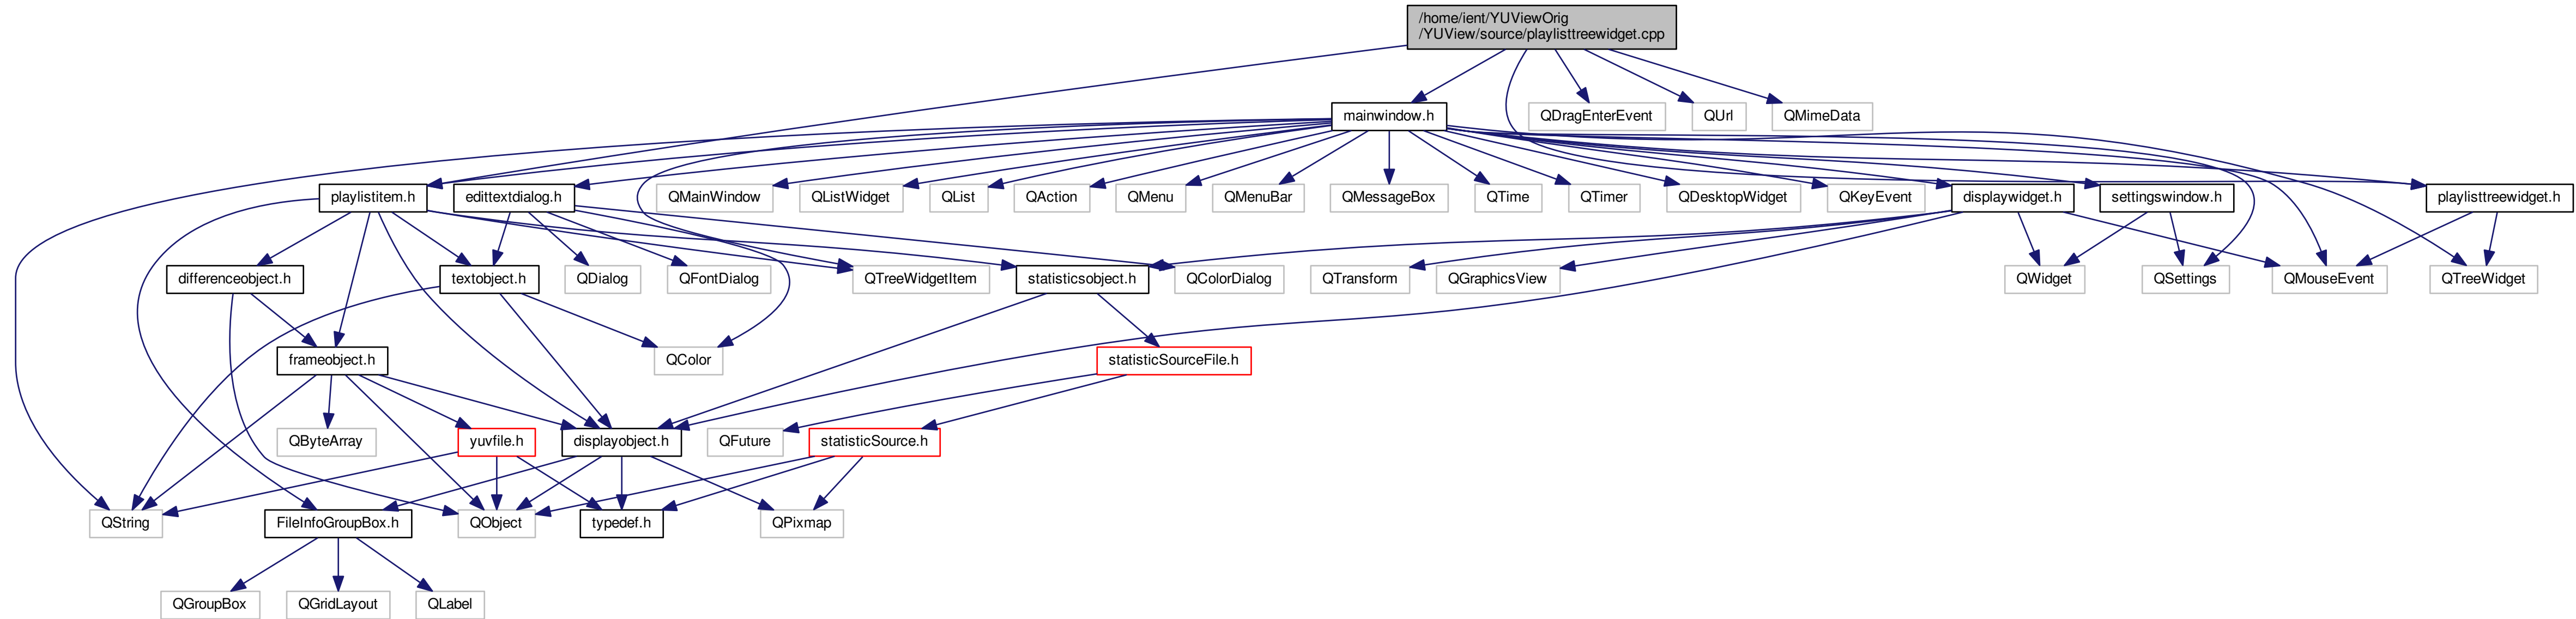 /home/ient/YUViewOrig
/YUView/source/playlisttreewidget.cpp
mainwindow.h
QDragEnterEvent
QUrl
QMimeData
playlistitem.h
edittextdialog.h
QMainWindow
QListWidget
QList
QAction
QMenu
QMenuBar
QMessageBox
QTime
QTimer
QDesktopWidget
QKeyEvent
displaywidget.h
settingswindow.h
playlisttreewidget.h
differenceobject.h
textobject.h
QDialog
QFontDialog
QTreeWidgetItem
statisticsobject.h
QColorDialog
QTransform
QGraphicsView
QWidget
QSettings
QMouseEvent
QTreeWidget
frameobject.h
QColor
statisticSourceFile.h
QByteArray
yuvfile.h
displayobject.h
QFuture
statisticSource.h
QString
FileInfoGroupBox.h
QObject
typedef.h
QPixmap
QGroupBox
QGridLayout
QLabel